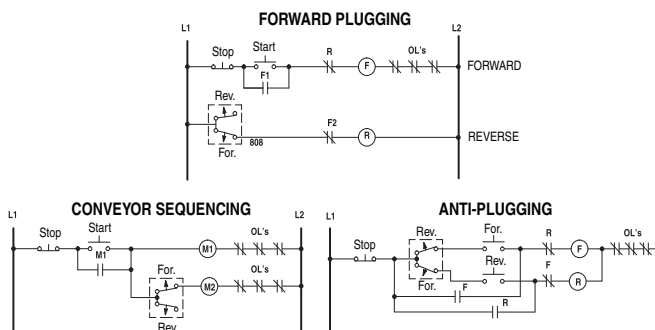 FORWARD PLUGGING
L1
L2
Stop
Start
R
F
OL's
FORWARD
F1
Rev.
For.
808
F2
R
REVERSE
CONVEYOR SEQUENCING
L1
L2
Stop
Start
M1
M1
OL's
For.
Rev.
M2
OL's
ANTI-PLUGGING
L1
Stop
Rev.
For.
For.
Rev.
R
F
OL's
F
R
F
R